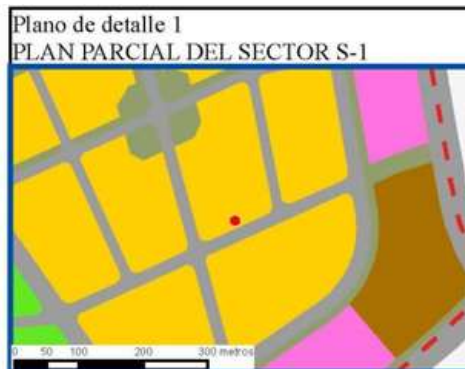 Plano de detalle 1
PLAN PARCIAL DEL SECTOR S-1
0 50 100 200 300 metros